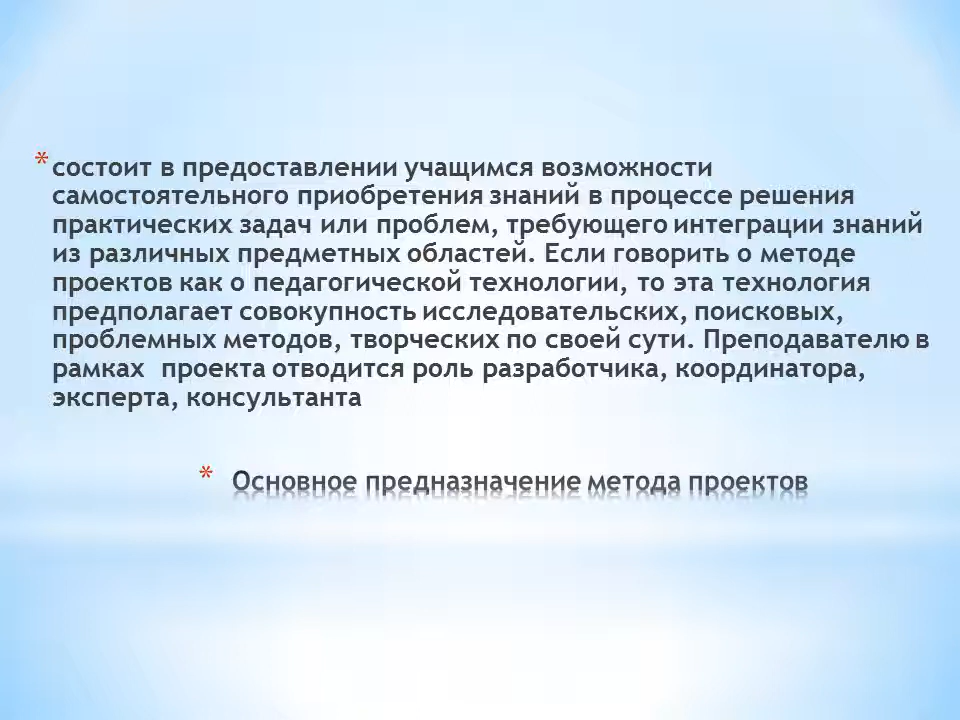 * состоит в предоставлении учащимся возможности
самостоятельного приобретения знаний в процессе решения
практических задач или проблем, требующего интеграции знаний
из различных предметных областей. Если говорить о методе
проектов как о педагогической технологии, то эта технология
предполагает совокупность исследовательских, поисковых,
проблемных методов, творческих по своей сути. Преподавателю в
рамках  проекта отводится роль разработчика, координатора,
эксперта, консультанта
* Основное предназначение метода проектов